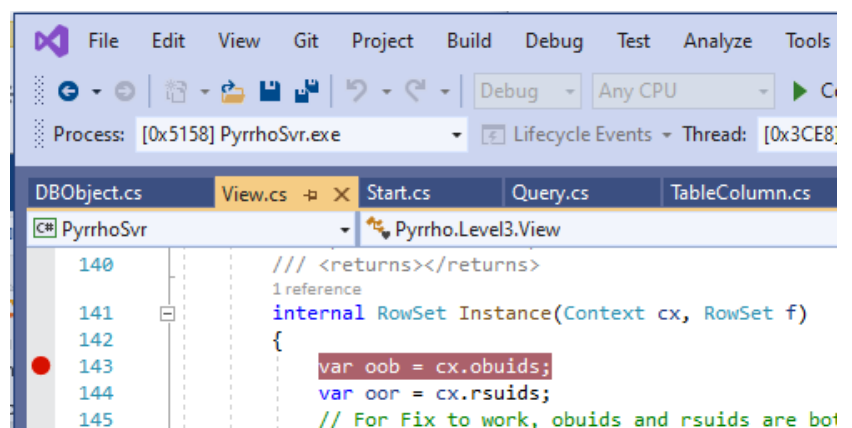 File Edit View Git Project Build Debug Test Analyze Tools
Debug Any CPU
Process: [0x5158] PyrrhoSvr.exe Lifecycle Events Thread: [0x3CE8]
DBObject.cs View.cs Start.cs Query.cs TableColumn.cs
C# PyrrhoSvr Pyrrho.Level3.View
140 /// <returns></returns>
1 reference
141 internal RowSet Instance(Context cx, RowSet f)
142 {
143 var oob = cx.obuids;
144 var oor = cx.rsuids;
145 // For Fix to work, obuids and rsuids are